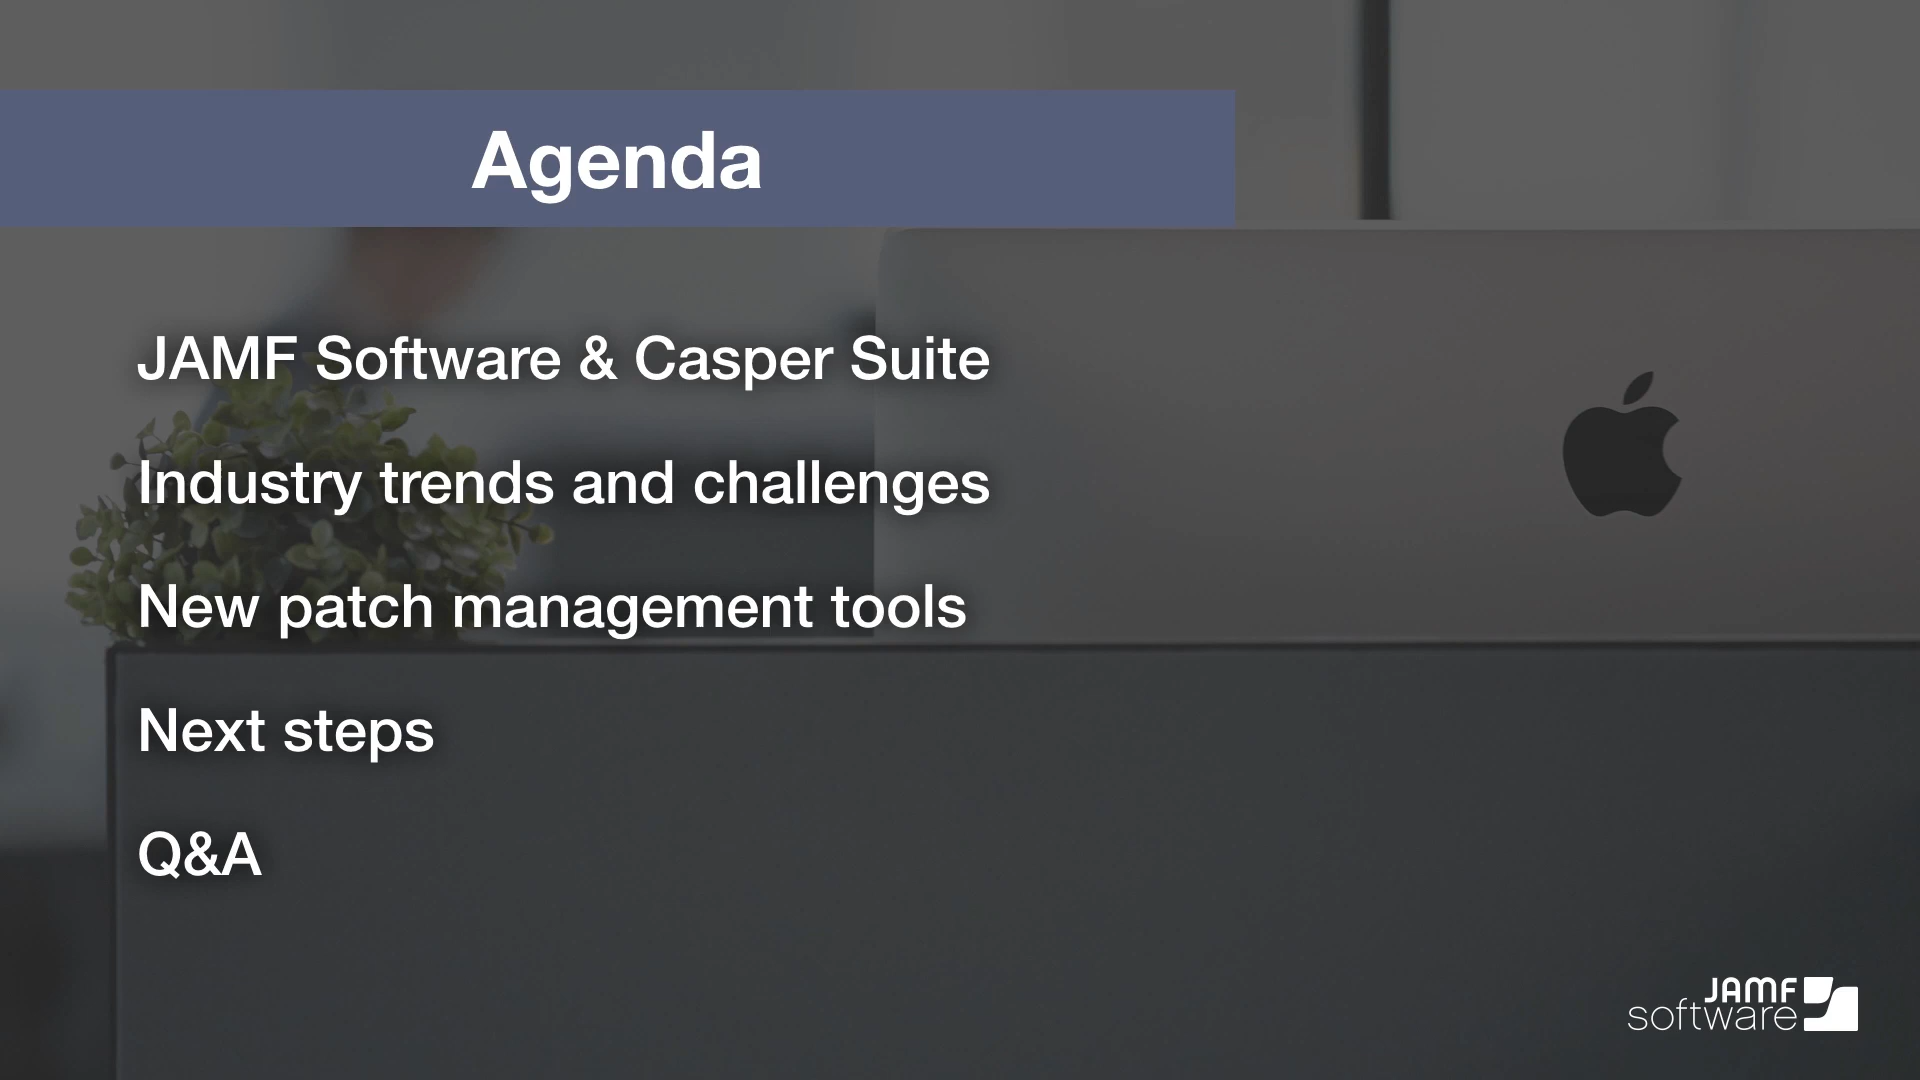 Agenda
JAMF Software & Casper Suite
Industry trends and challenges
New patch management tools
Next steps
Q&A
JAMF
software